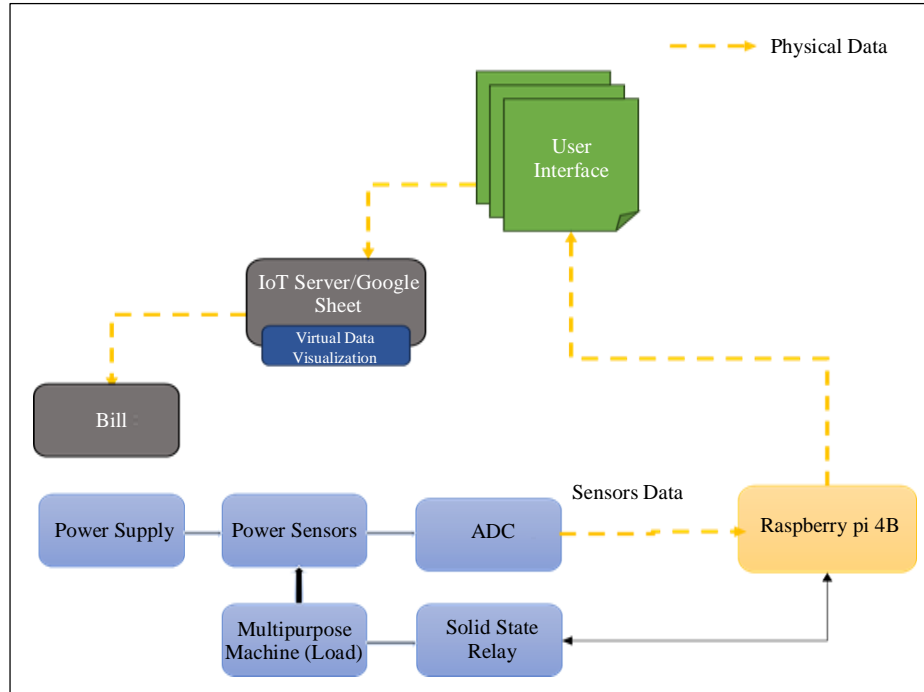 Physical Data
User
Interface
IoT Server/Google
Sheet
Virtual Data
Visualization
Bill
Sensors Data
Power Supply
Power Sensors
ADC
Raspberry pi 4B
Multipurpose
Machine (Load)
Solid State
Relay